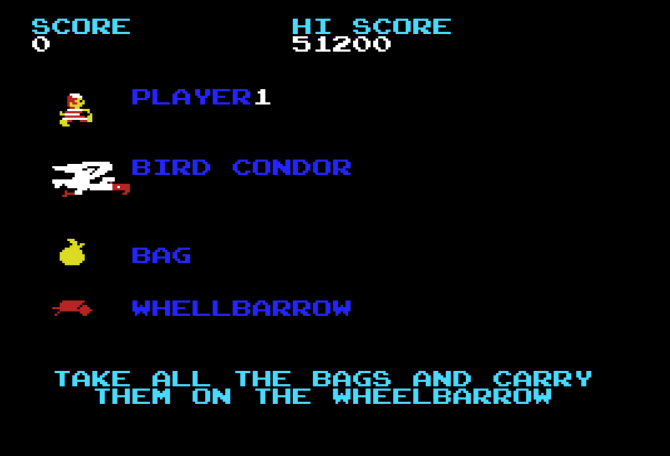 SCORE HI SCORE
0 51200
PLAYER1
BIRD CONDOR
BAG
WHELLBARROW
TAKE ALL THE BAGS AND CARRY
THEM ON THE WHEELBARROW